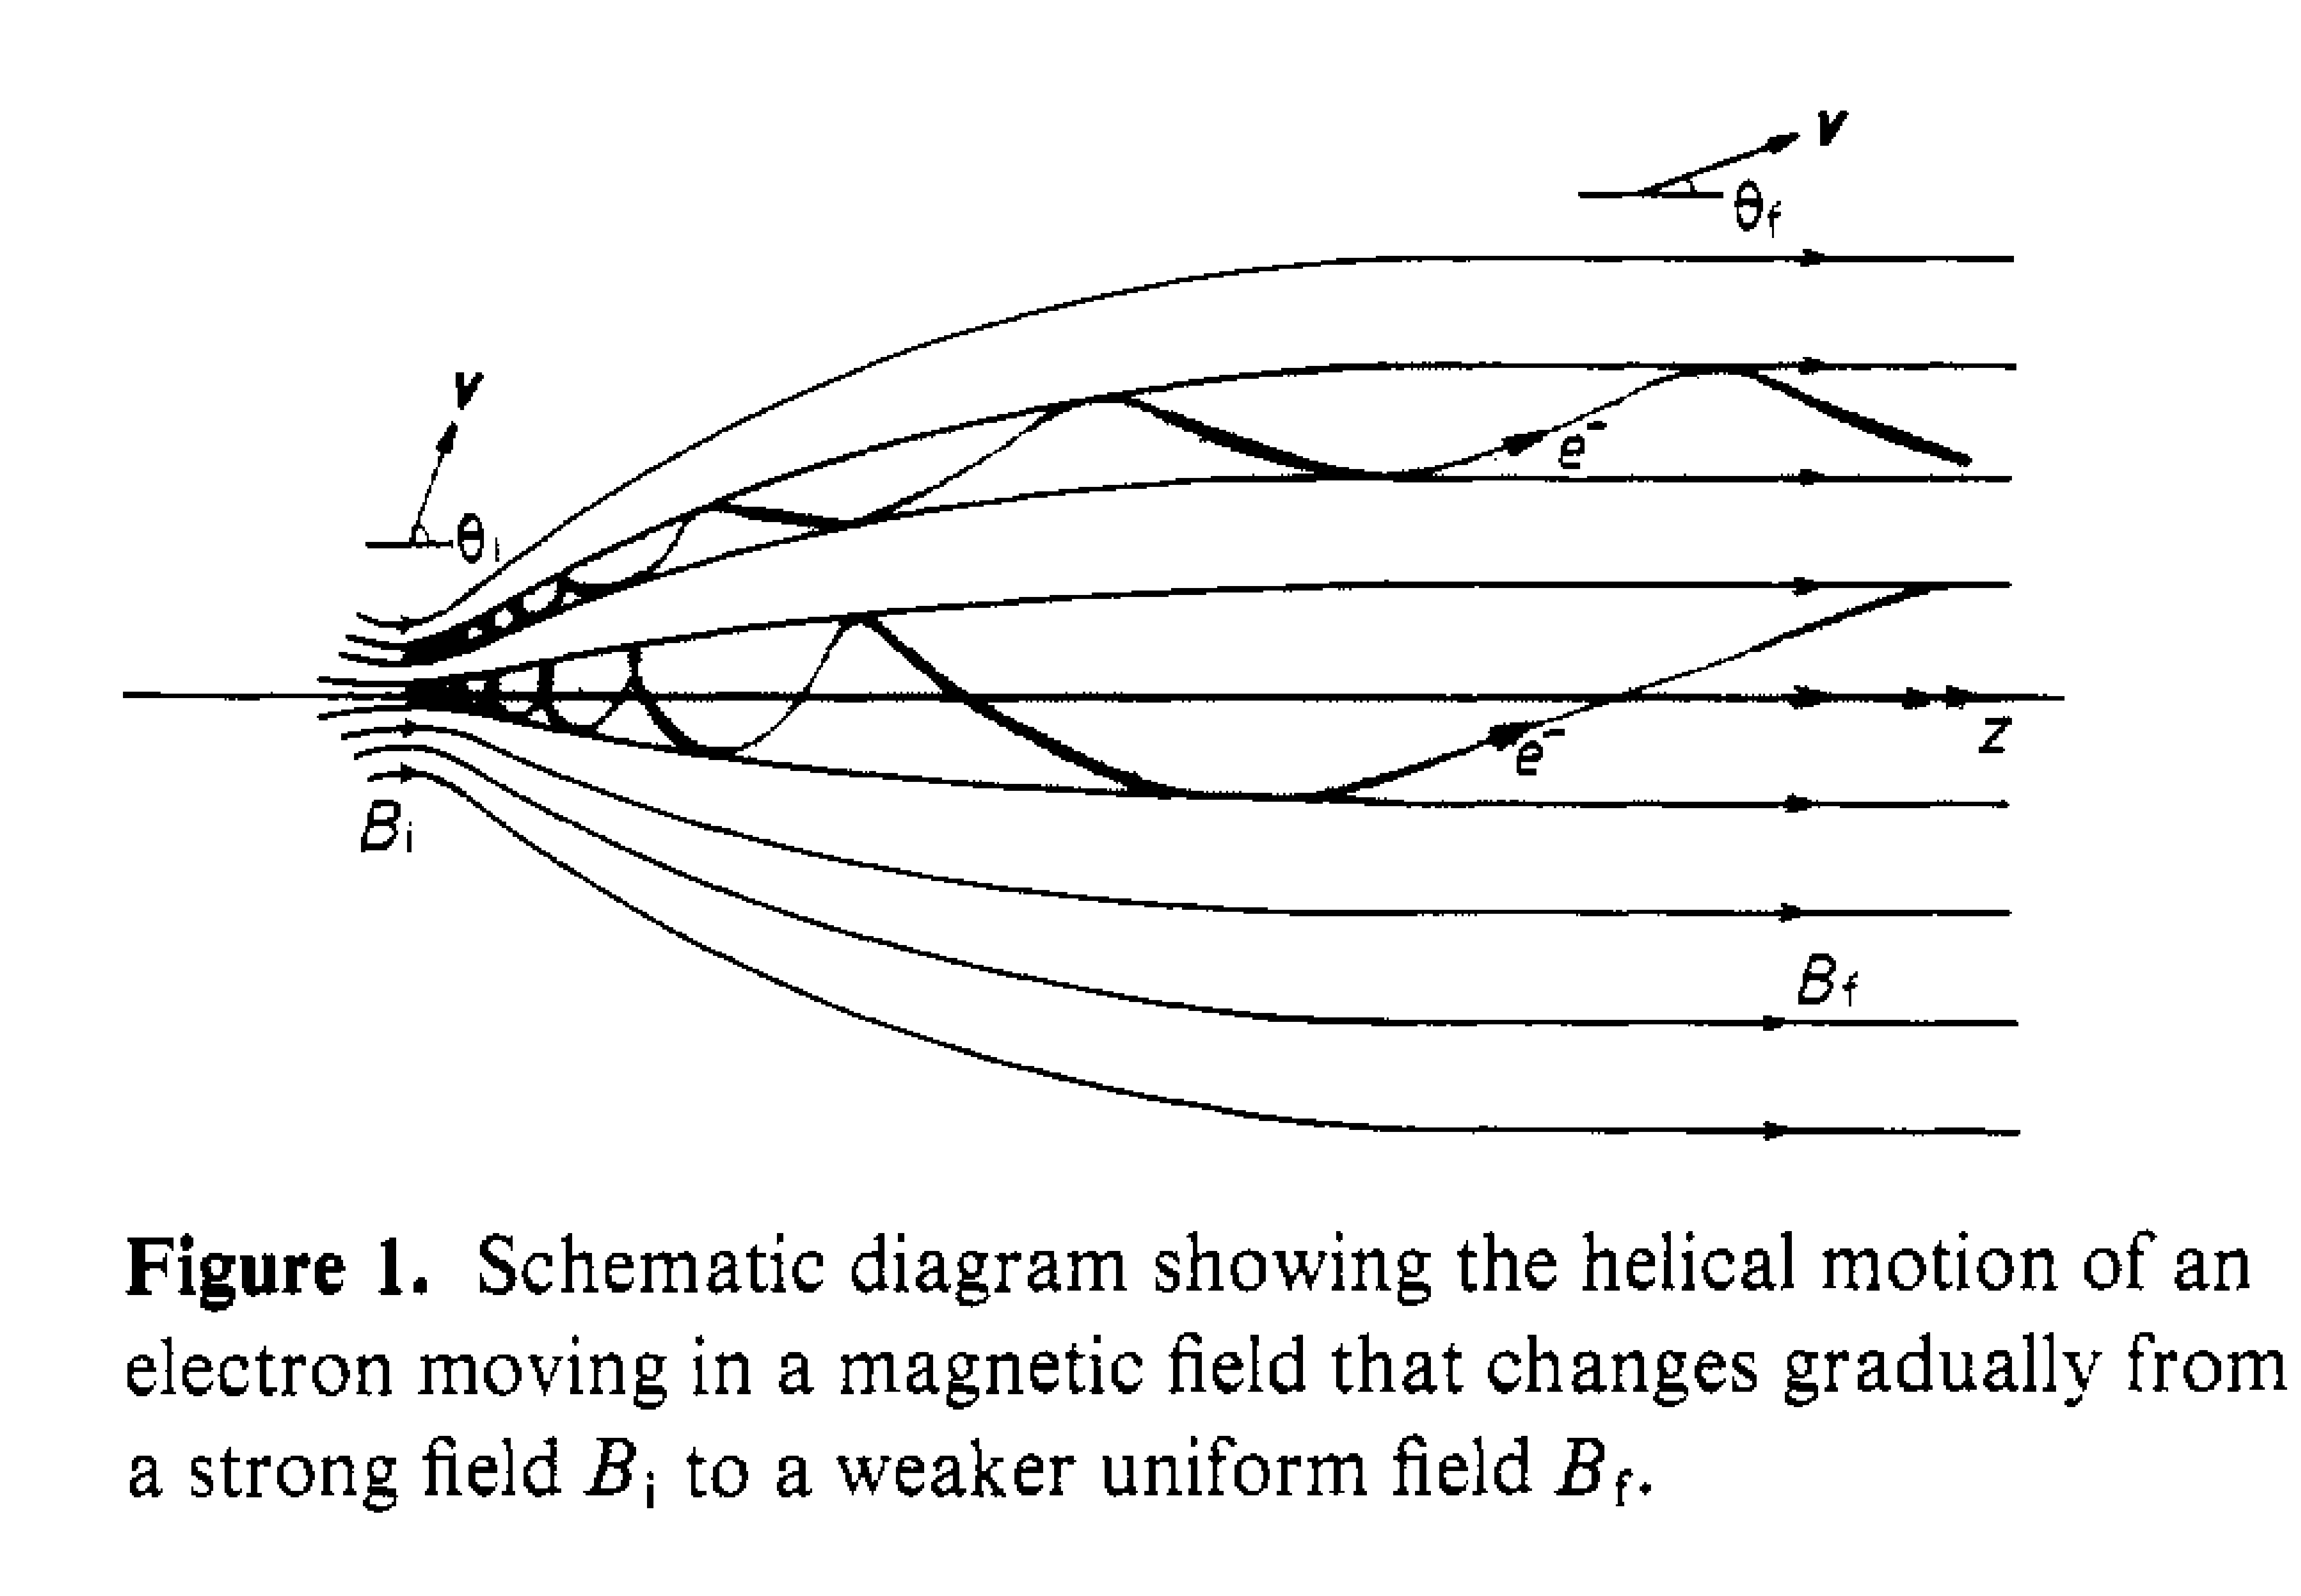 v
θf
v
θi
e-
e-
z
Bi
Bf
Figure 1. Schematic diagram showing the helical motion of an
electron moving in a magnetic field that changes gradually from
a strong field Bi to a weaker uniform field Bf.